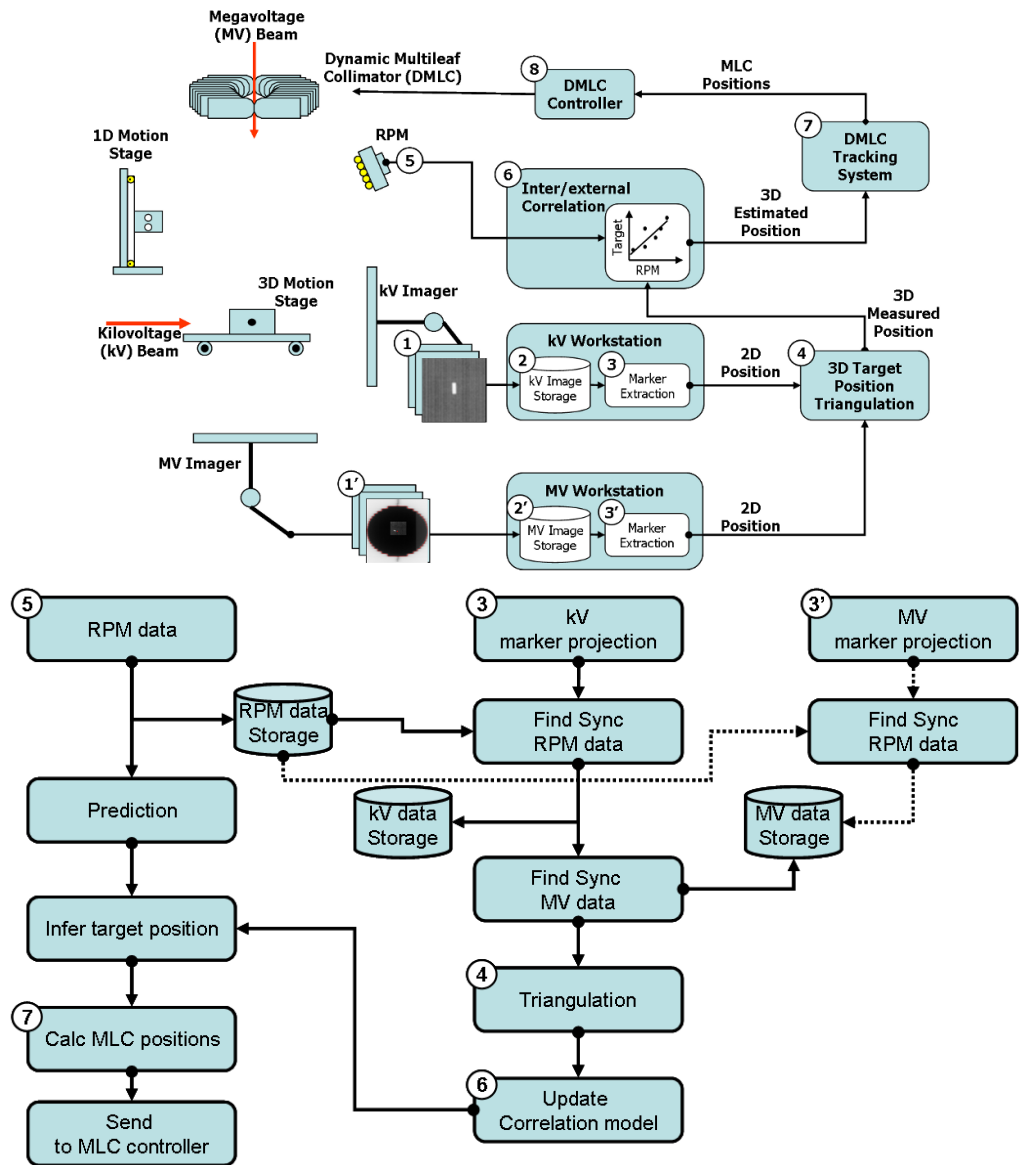 Megavoltage
(MV) Beam
Dynamic Multileaf
Collimator (DMLC)
8
DMLC
Controller
MLC
Positions
7
DMLC
Tracking
System
1D Motion
Stage
RPM
5
6
Inter/external
Correlation
Target
RPM
3D
Estimated
Position
3D Motion
Stage
Kilovoltage
(kV) Beam
kV Imager
1
kV Workstation
2
kV Image
Storage
3
Marker
Extraction
2D
Position
3D
Measured
Position
4
3D Target
Position
Triangulation
MV Imager
1'
MV Workstation
2'
MV Image
Storage
3'
Marker
Extraction
2D
Position
5
RPM data
3
kV
marker projection
3'
MV
marker projection
RPM data
Storage
Find Sync
RPM data
Find Sync
RPM data
Prediction
kV data
Storage
MV data
Storage
Find Sync
MV data
Infer target position
4
Triangulation
7
Calc MLC positions
6
Update
Correlation model
Send
to MLC controller